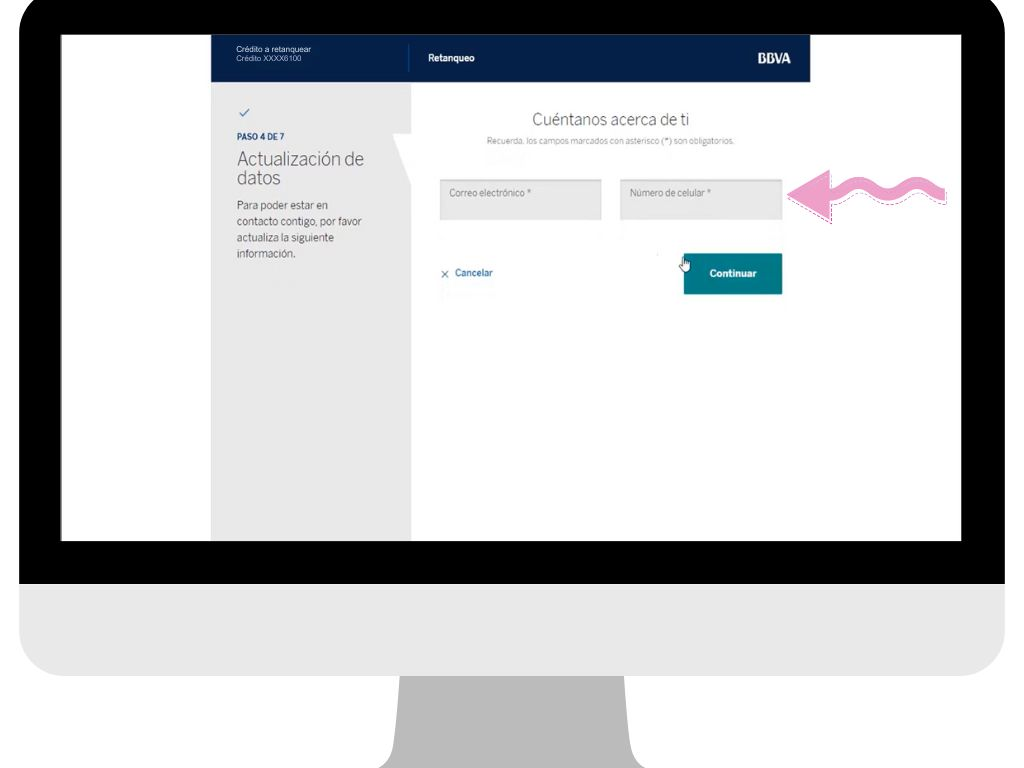 Crédito a retanquear
Crédito XXXX6100
Retanqueo
BBVA
PASO 4 DE 7
Actualización de
datos
Para poder estar en
contacto contigo, por favor
actualiza la siguiente
información.
Cuéntanos acerca de ti
Recuerda, los campos marcados con asterisco (*) son obligatorios.
Correo electrónico *
Número de celular *
Cancelar
Continuar